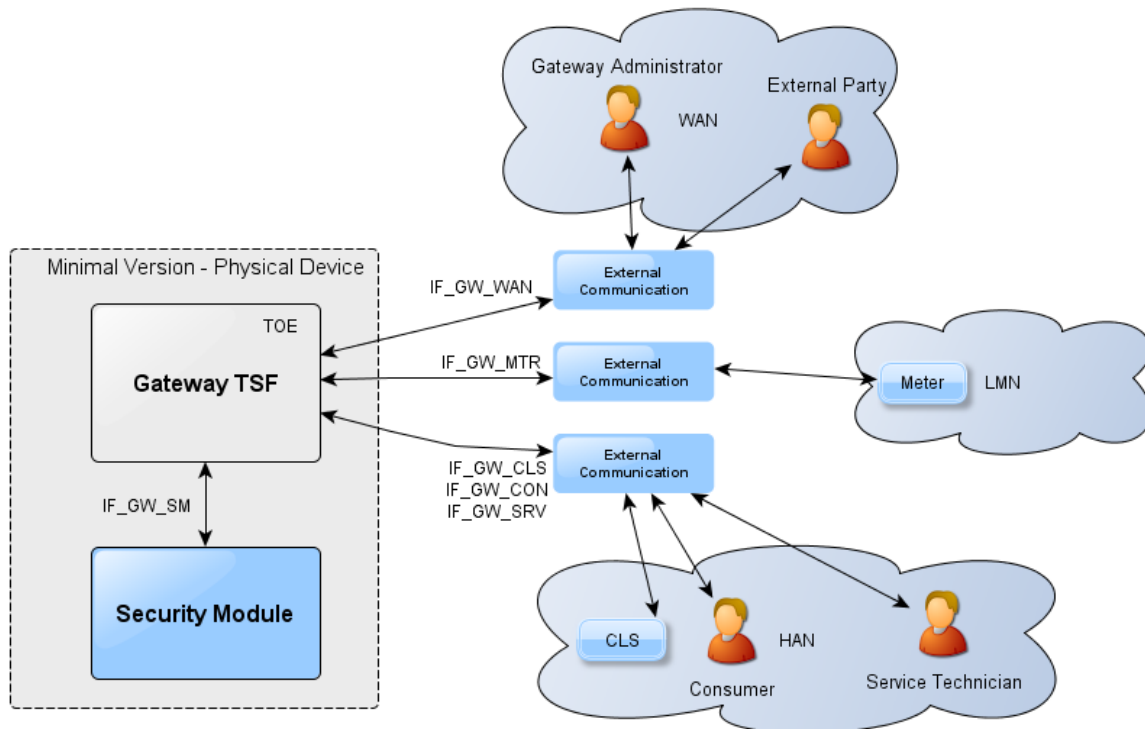 Gateway Administrator
External Party
WAN
Minimal Version - Physical Device
TOE
Gateway TSF
IF_GW_SM
Security Module
IF_GW_WAN
External
Communication
IF_GW_MTR
External
Communication
Meter
LMN
IF_GW_CLS
IF_GW_CON
IF_GW_SRV
External
Communication
CLS
Consumer
HAN
Service Technician